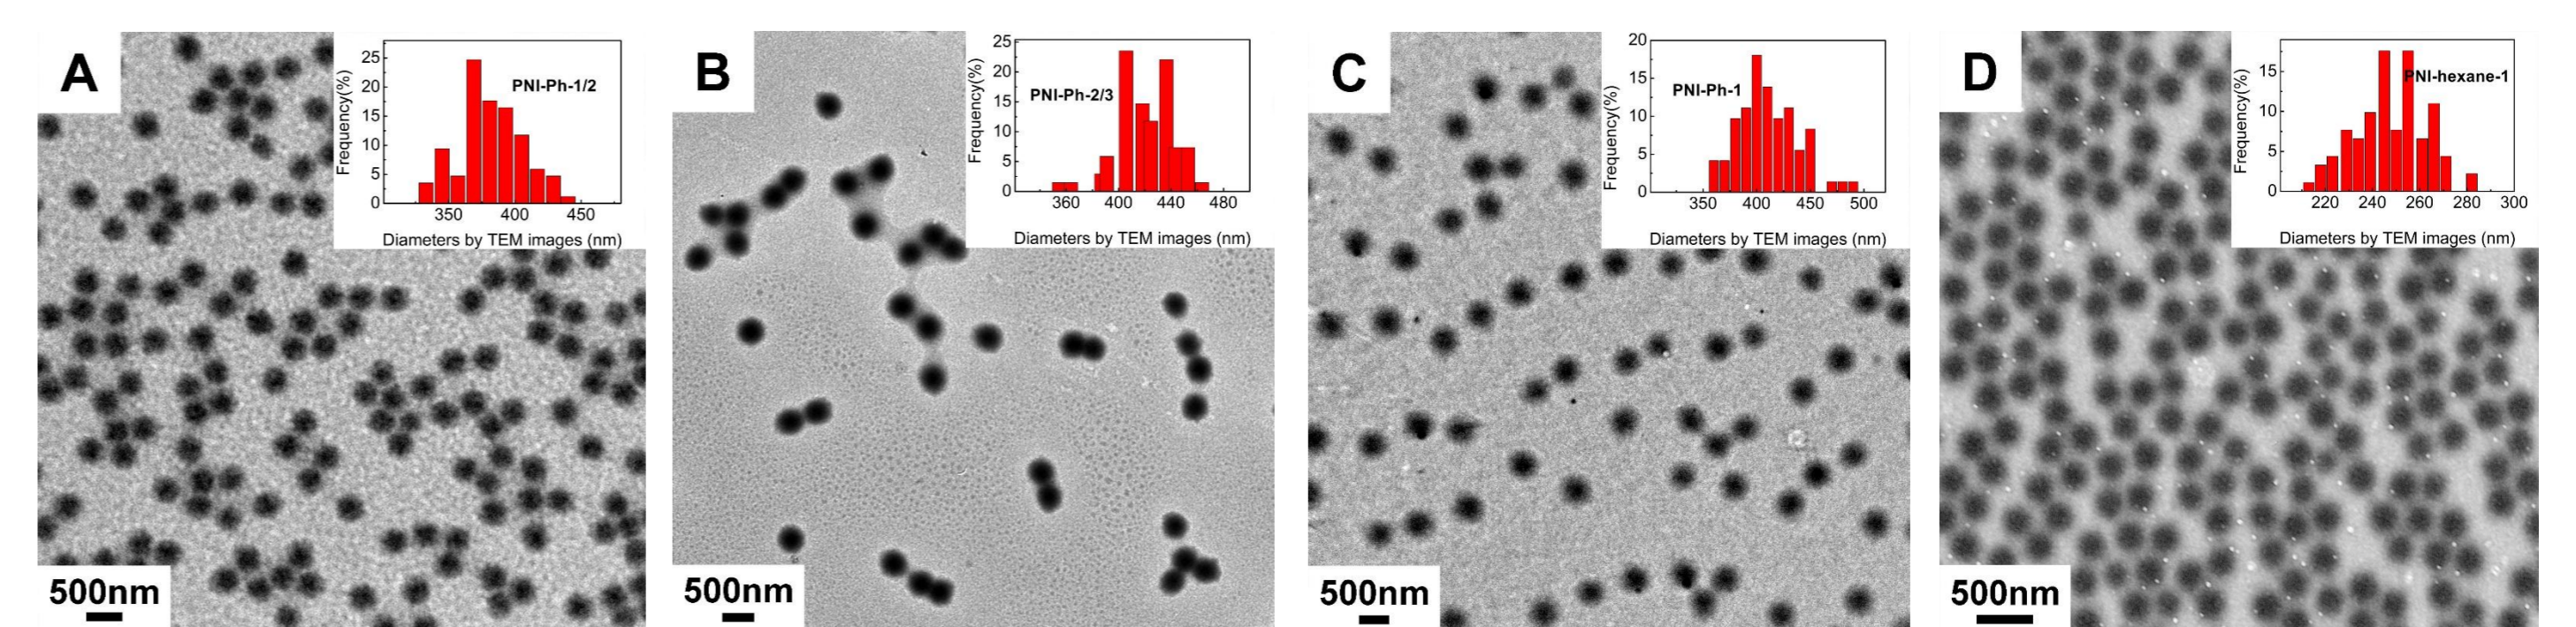 A
25
20
15
10
5
0
Frequency(%)
PNI-Ph-1/2
350 400 450
Diameters by TEM images (nm)
500nm
B
25
20
15
10
5
0
Frequency(%)
PNI-Ph-2/3
360 400 440 480
Diameters by TEM images (nm)
500nm
C
20
15
10
5
0
Frequency(%)
PNI-Ph-1
350 400 450 500
Diameters by TEM images (nm)
500nm
D
15
10
5
0
Frequency(%)
PNI-hexane-1
220 240 260 280 300
Diameters by TEM images (nm)
500nm